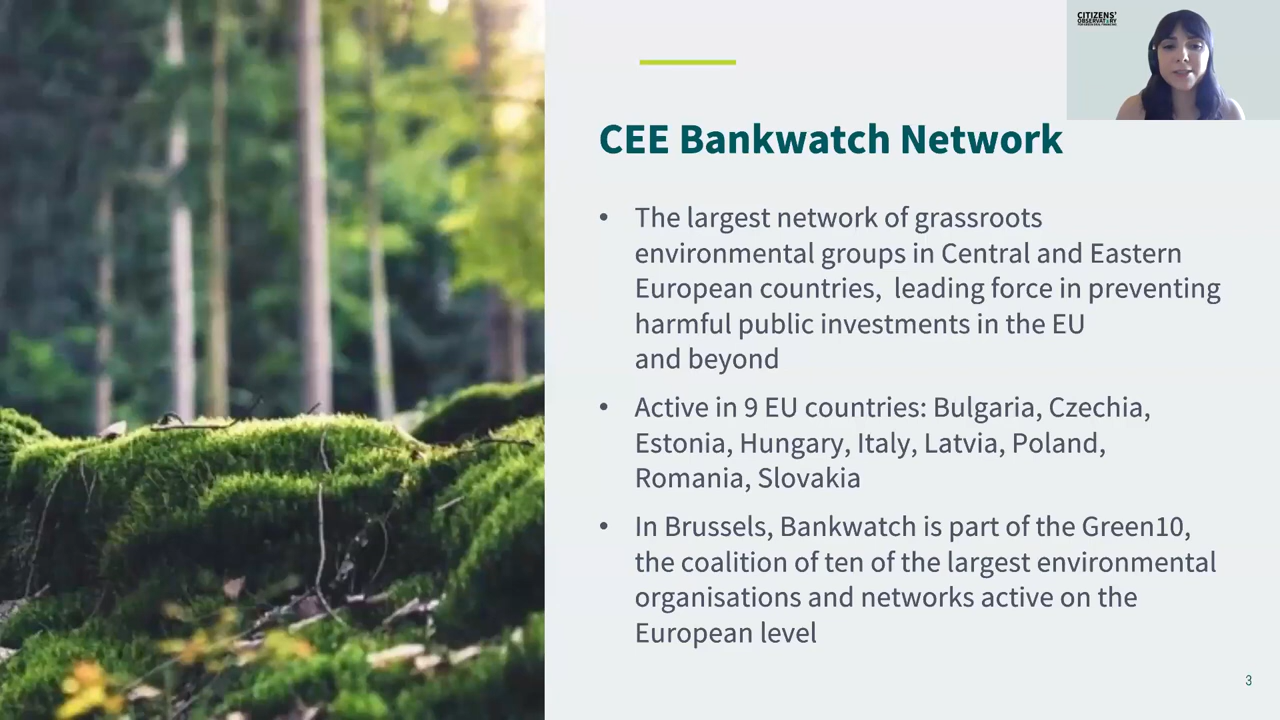 CITIZENS'
OBSERVATORY
CEE Bankwatch Network
• The largest network of grassroots
environmental groups in Central and Eastern
European countries,  leading force in preventing
harmful public investments in the EU
and beyond
• Active in 9 EU countries: Bulgaria, Czechia,
Estonia, Hungary, Italy, Latvia, Poland,
Romania, Slovakia
• In Brussels, Bankwatch is part of the Green10,
the coalition of ten of the largest environmental
organisations and networks active on the
European level
3